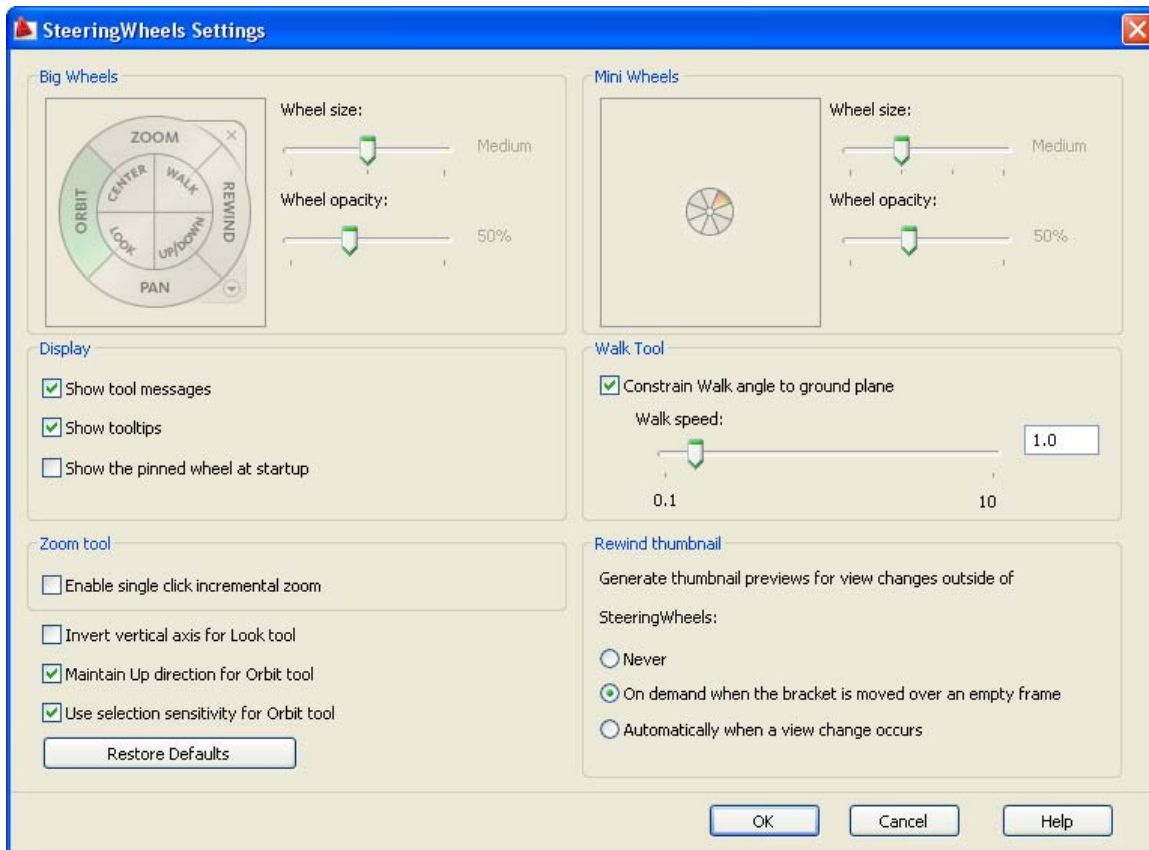 SteeringWheels Settings
Big Wheels
ZOOM
CENTER
WALK
ORBIT
REWIND
LOOK
UP/DOWN
PAN
Wheel size:
Medium
Wheel opacity:
50%
Mini Wheels
Wheel size:
Medium
Wheel opacity:
50%
Display
Show tool messages
Show tooltips
Show the pinned wheel at startup
Walk Tool
Constrain Walk angle to ground plane
Walk speed:
1.0
0.1 10
Zoom tool
Enable single click incremental zoom
Invert vertical axis for Look tool
Maintain Up direction for Orbit tool
Use selection sensitivity for Orbit tool
Restore Defaults
Rewind thumbnail
Generate thumbnail previews for view changes outside of
SteeringWheels:
Never
On demand when the bracket is moved over an empty frame
Automatically when a view change occurs
OK Cancel Help